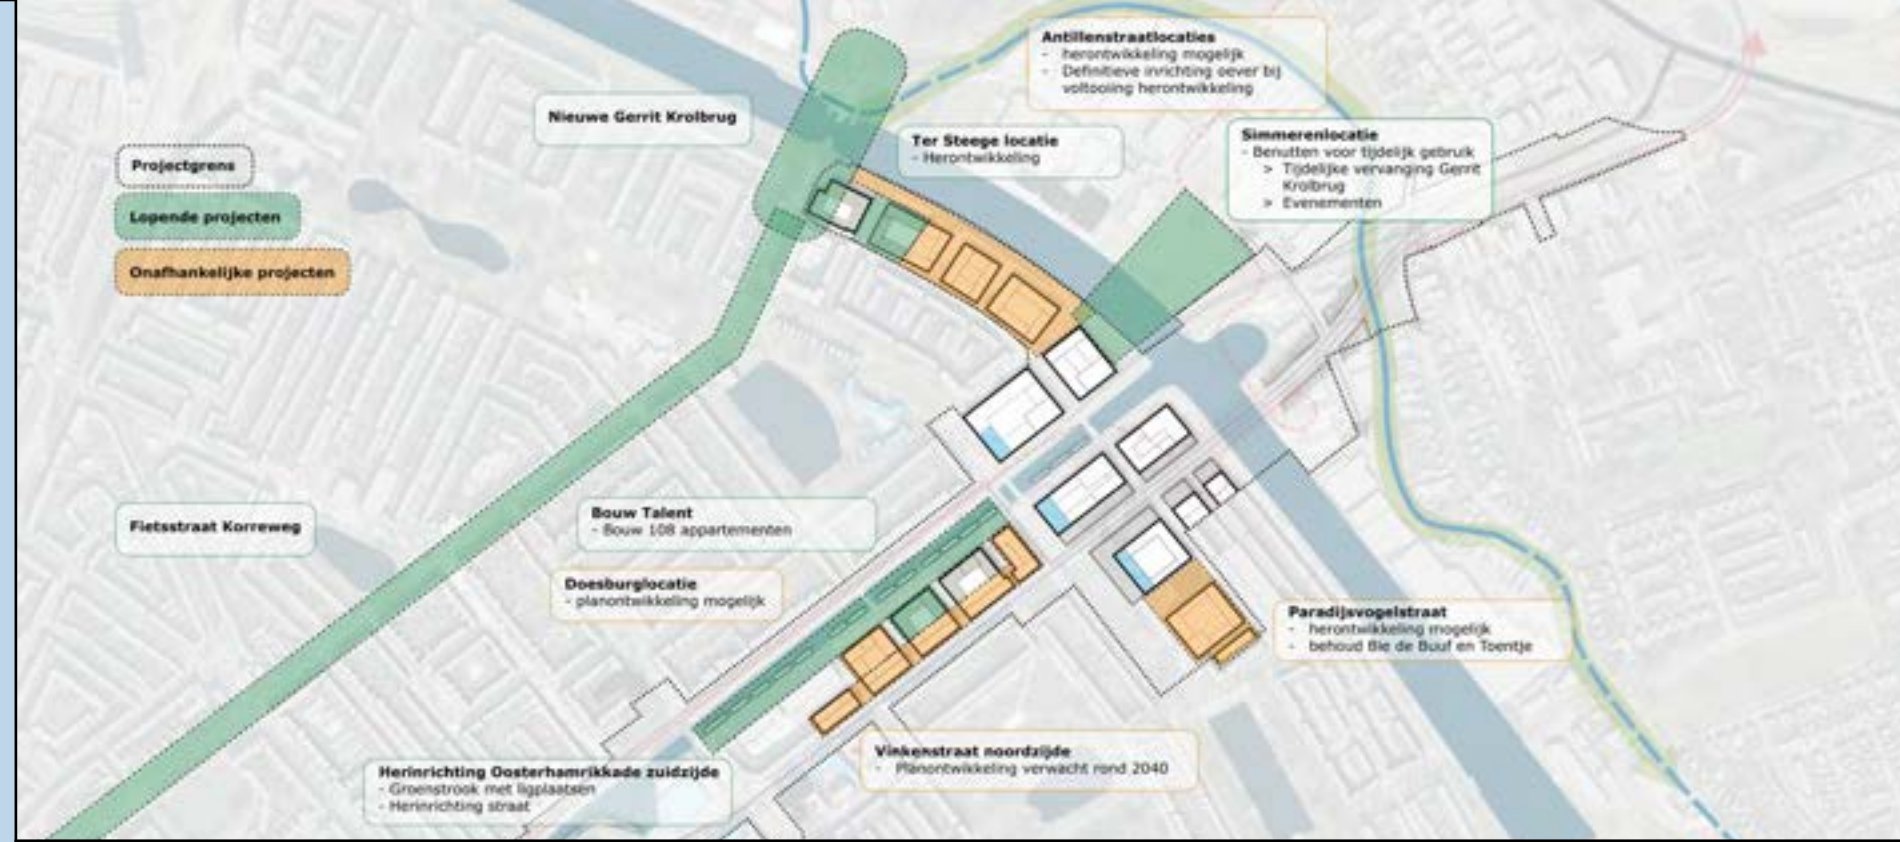 Antillenstraatlocaties
- herontwikkeling mogelijk
- Definitieve inrichting oever bij
voltooiing herontwikkeling
Nieuwe Gerrit Krolbrug
Ter Steege locatie
- Herontwikkeling
Simmerenlocatie
- Benutten voor tijdelijk gebruik
> Tijdelijke vervanging Gerrit
Krolbrug
> Evenementen
Projectgrens
Lopende projecten
Onafhankelijke projecten
Fietsstraat Korreweg
Bouw Talent
- Bouw 108 appartementen
Doesburglocatie
- planontwikkeling mogelijk
Paradijsvogelstraat
- herontwikkeling mogelijk
- behoud Bie de Buuf en Toentje
Vinkenstraat noordzijde
- Planontwikkeling verwacht rond 2040
Herinrichting Oosterhamrikkade zuidzijde
- Groenstrook met ligplaatsen
- Herinrichting straat